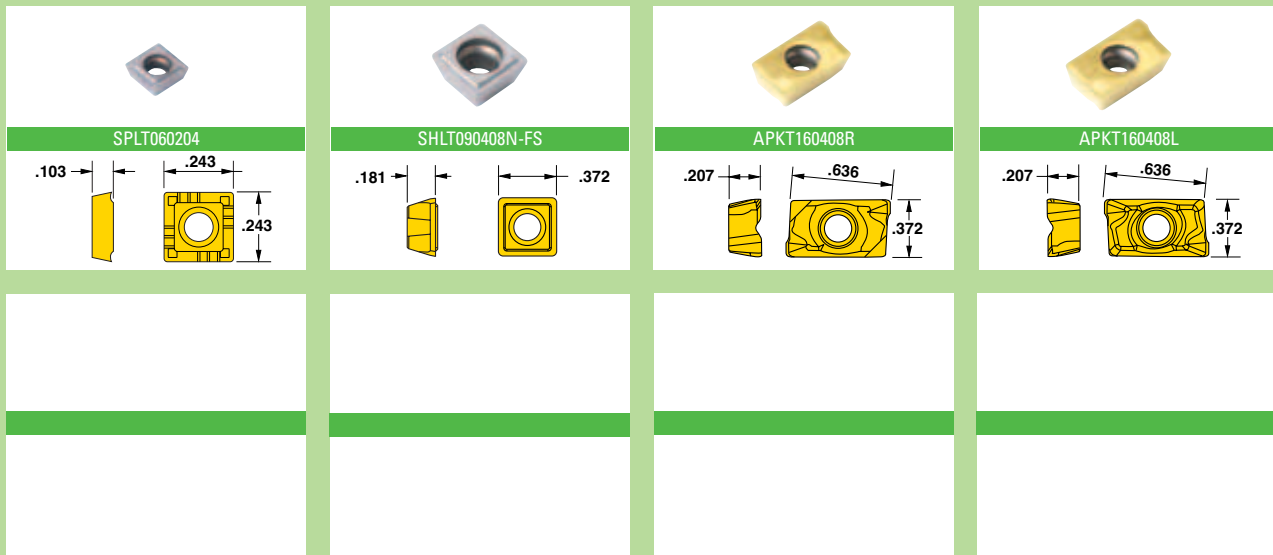 SPLT060204
.103
.243
.243
SHLT090408N-FS
.181
.372
APKT160408R
.207
.636
.372
APKT160408L
.207
.636
.372